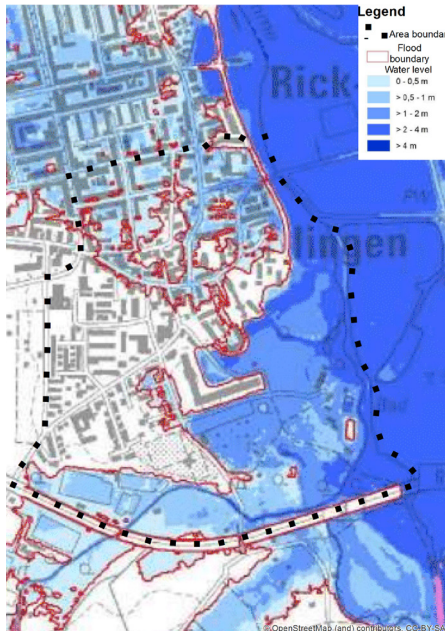 Legend
Area boundar
Flood
boundary
Water level
0 - 0,5 m
> 0,5 - 1 m
> 1 - 2 m
> 2 - 4 m
> 4 m
Rick-
lingen
© OpenStreetMap (and) contributors, CC-BY-SA